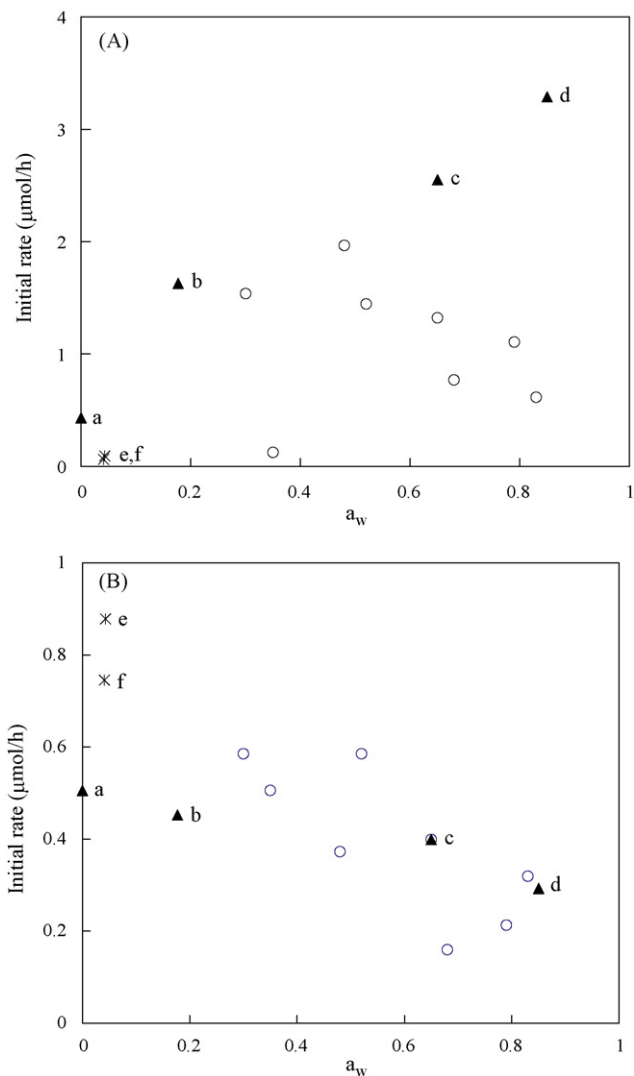 (A)
4
3
2
1
0
Initial rate (μmol/h)
d
c
b
a
e,f
0 0.2 0.4 0.6 0.8 1
a_w
(B)
1
0.8
0.6
0.4
0.2
0
Initial rate (μmol/h)
e
f
a
b
c
d
0 0.2 0.4 0.6 0.8 1
a_w